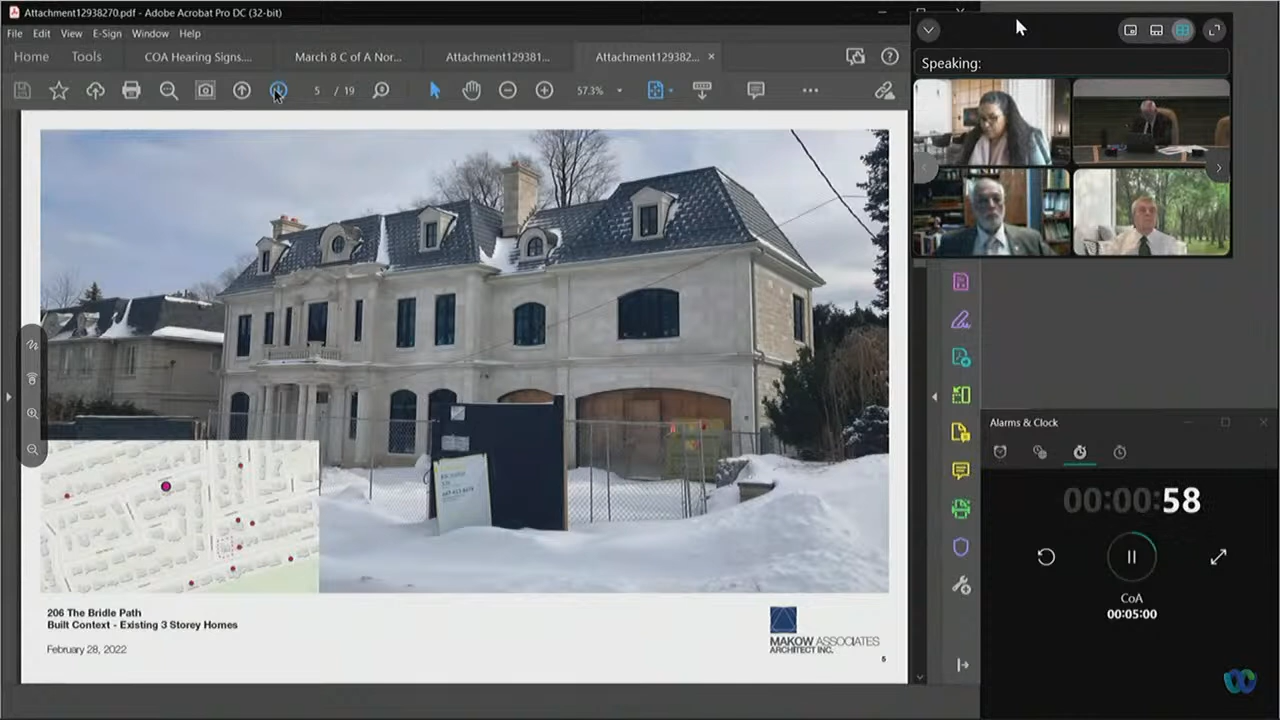 Attachment12938270.pdf - Adobe Acrobat Pro DC (32-bit)
File Edit View E-Sign Window Help
Home Tools COA Hearing Signs.... March 8 C of A Nor... Attachment129381... Attachment129382... ×
5 / 19 57.3%
Speaking:
206 The Bridle Path
Built Context - Existing 3 Storey Homes
February 28, 2022
MAKOW ASSOCIATES
ARCHITECT INC.
5
Alarms & Clock
00:00:58
CoA
00:05:00